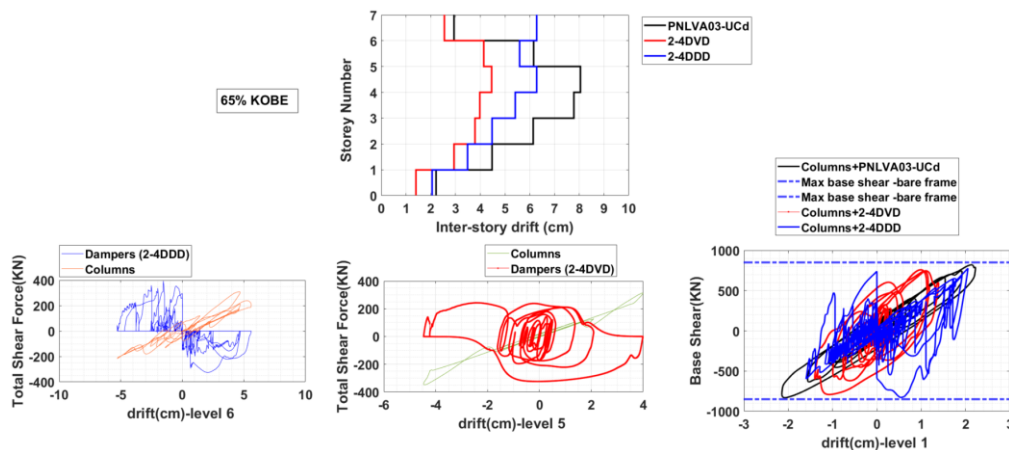 7
6
5
4
3
2
1
0
Storey Number
0 1 2 3 4 5 6 7 8 9 10
Inter-story drift (cm)
PNLVA03-UCd
2-4DVD
2-4DDD
65% KOBE
Dampers (2-4DDD)
Columns
400
200
0
-200
-400
Total Shear Force(KN)
-10 -5 0 5 10
drift(cm)-level 6
Columns
Dampers (2-4DVD)
400
200
0
-200
-400
Total Shear Force(KN)
-6 -4 -2 0 2 4
drift(cm)-level 5
Columns+PNLVA03-UCd
Max base shear -bare frame
Max base shear -bare frame
Columns+2-4DVD
Columns+2-4DDD
1000
500
0
-500
-1000
Base Shear(KN)
-3 -2 -1 0 1 2 3
drift(cm)-level 1